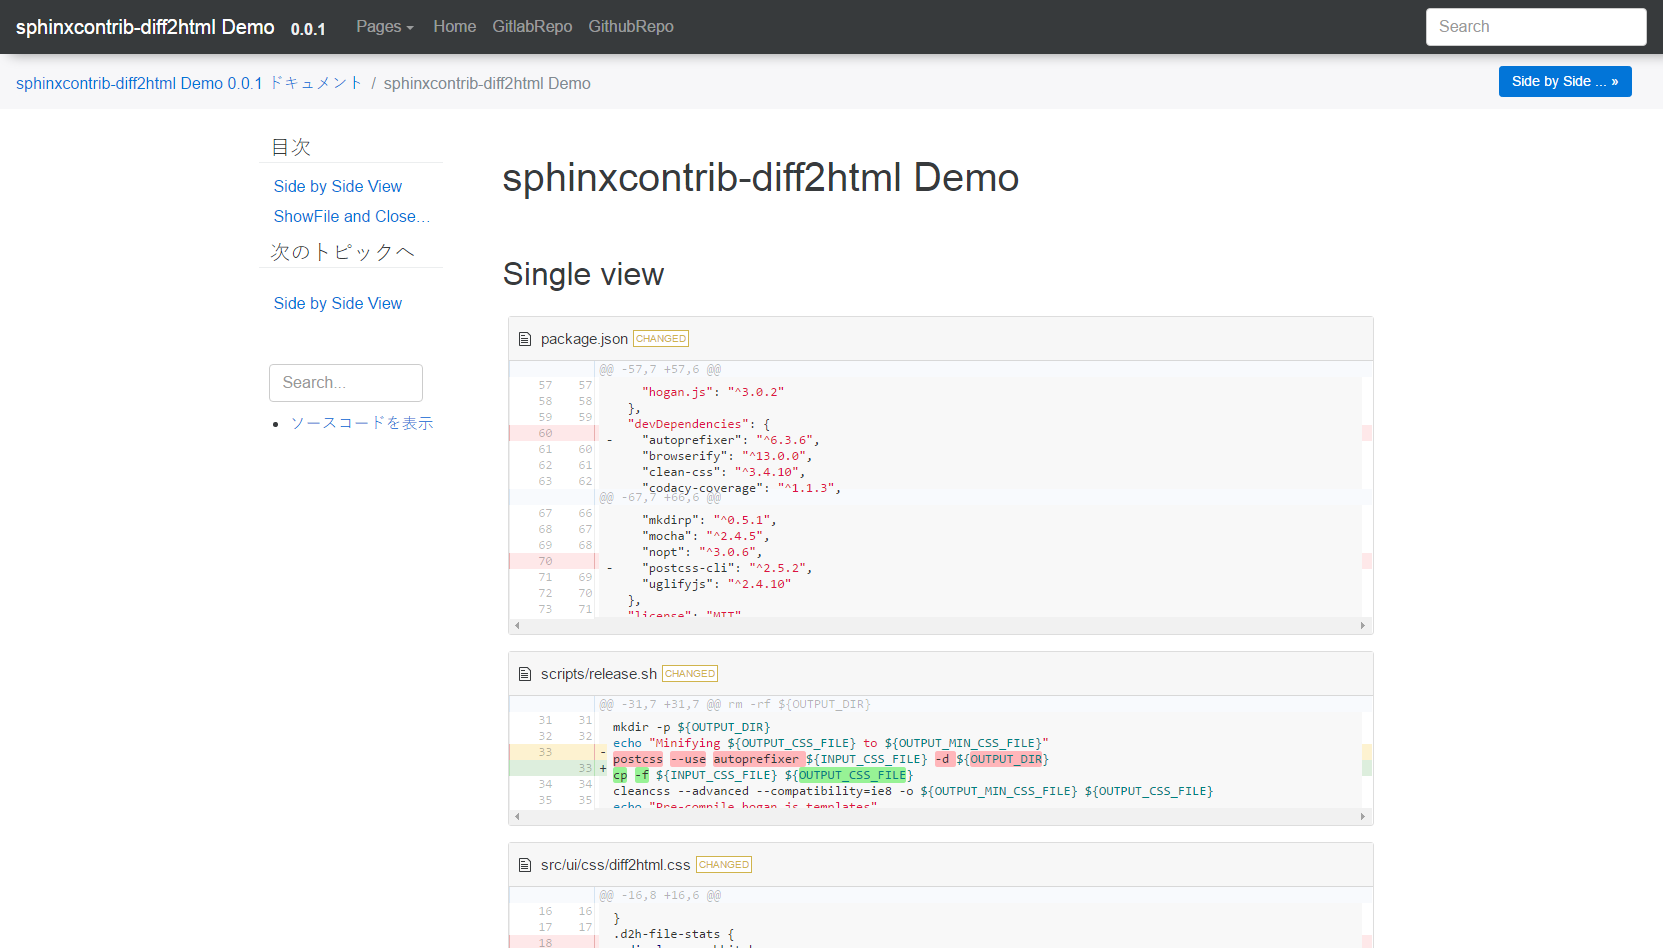 sphinxcontrib-diff2html Demo 0.0.1 Pages Home GitlabRepo GithubRepo Search
sphinxcontrib-diff2html Demo 0.0.1 ドキュメント / sphinxcontrib-diff2html Demo Side by Side ... »
目次
Side by Side View
ShowFile and Close...
次のトピックへ
Side by Side View
Search...
ソースコードを表示
sphinxcontrib-diff2html Demo
Single view
package.json CHANGED
@@ -57,7 +57,6 @@
57 57 "hogan.js": "^3.0.2"
58 58 },
59 59 "devDependencies": {
60 - "autoprefixer": "^6.3.6",
61 60 "browserify": "^13.0.0",
62 61 "clean-css": "^3.4.10",
63 62 "codacy-coverage": "^1.1.3",
@@ -67,7 +66,6 @@
67 66 "mkdirp": "^0.5.1",
68 67 "mocha": "^2.4.5",
69 68 "nopt": "^3.0.6",
70 - "postcss-cli": "^2.5.2",
71 69 "uglifyjs": "^2.4.10"
72 70 },
73 71 "license": "MIT"
scripts/release.sh CHANGED
@@ -31,7 +31,7 @@ rm -rf ${OUTPUT_DIR}
31 31 mkdir -p ${OUTPUT_DIR}
32 32 echo "Minifying ${OUTPUT_CSS_FILE} to ${OUTPUT_MIN_CSS_FILE}"
33 - postcss --use autoprefixer ${INPUT_CSS_FILE} -d ${OUTPUT_DIR}
33 + cp -f ${INPUT_CSS_FILE} ${OUTPUT_CSS_FILE}
34 34 cleancss --advanced --compatibility=ie8 -o ${OUTPUT_MIN_CSS_FILE} ${OUTPUT_CSS_FILE}
35 35 echo "Pre-compile hogan.js templates"
src/ui/css/diff2html.css CHANGED
@@ -16,8 +16,6 @@
16 16 }
17 17 .d2h-file-stats {
18